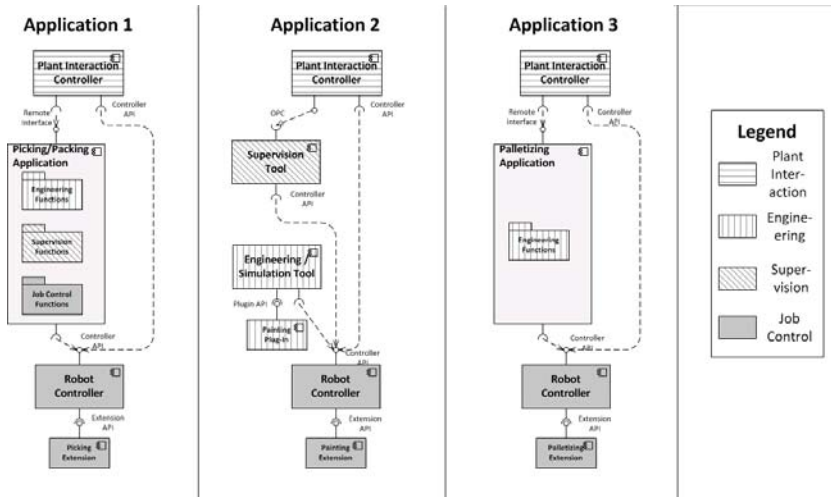 Application 1
Plant Interaction
Controller
Remote
Interface
Controller
API
Picking/Packing
Application
Engineering
Functions
Supervision
Functions
Job Control
Functions
Controller
API
Robot
Controller
Extension
API
Picking
Extension
Application 2
Plant Interaction
Controller
OPC
Controller
API
Supervision
Tool
Controller
API
Engineering /
Simulation Tool
Plugin API
Painting
Plug-in
Controller
API
Robot
Controller
Extension
API
Painting
Extension
Application 3
Plant Interaction
Controller
Remote
Interface
Controller
API
Palletizing
Application
Engineering
Functions
Controller
API
Robot
Controller
Extension
API
Palletizing
Extension
Legend
Plant
Inter-
action
Enginee-
ering
Supervi-
sion
Job
Control